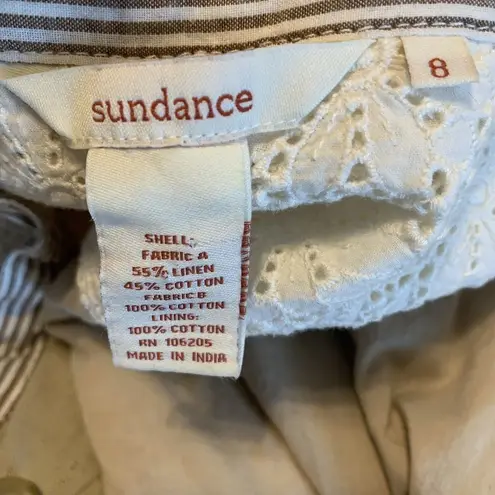 sundance
8
SHELL:
FABRIC A
55% LINEN
45% COTTON
FABRIC B
100% COTTON
LINING:
100% COTTON
RN 106205
MADE IN INDIA